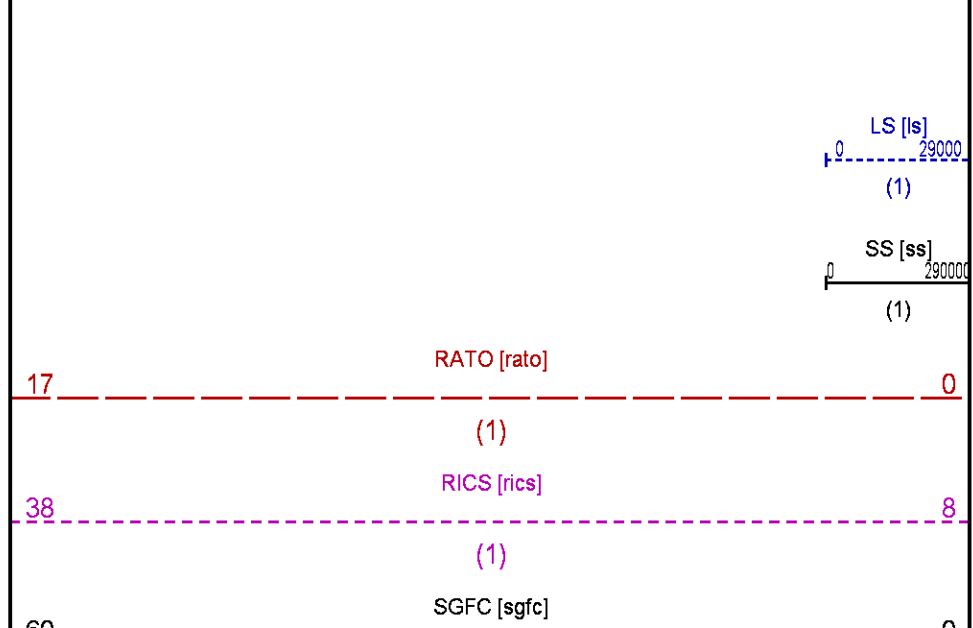 LS [ls]
0 29000
(1)
SS [ss]
0 290000
(1)
RATO [rato]
17 0
(1)
RICS [rics]
38 8
(1)
SGFC [sgfc]